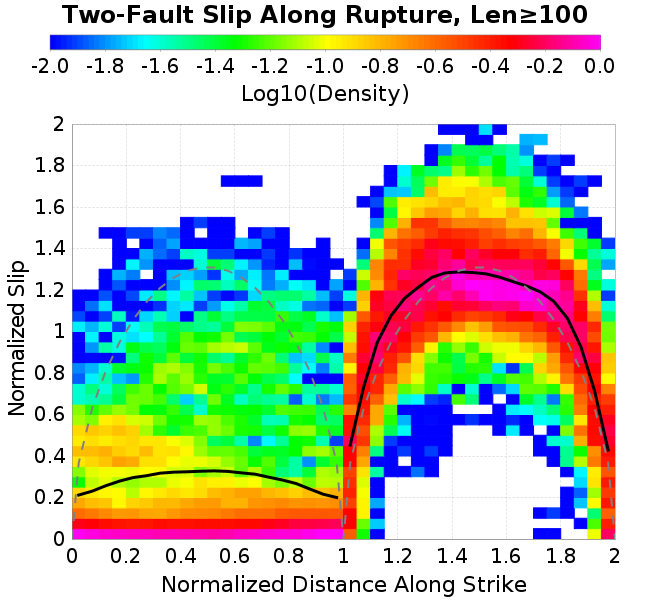 Two-Fault Slip Along Rupture, Len≥100
-2.0 -1.8 -1.6 -1.4 -1.2 -1.0 -0.8 -0.6 -0.4 -0.2 0.0
Log10(Density)
Normalized Slip
2
1.8
1.6
1.4
1.2
1
0.8
0.6
0.4
0.2
0
0 0.2 0.4 0.6 0.8 1 1.2 1.4 1.6 1.8 2
Normalized Distance Along Strike